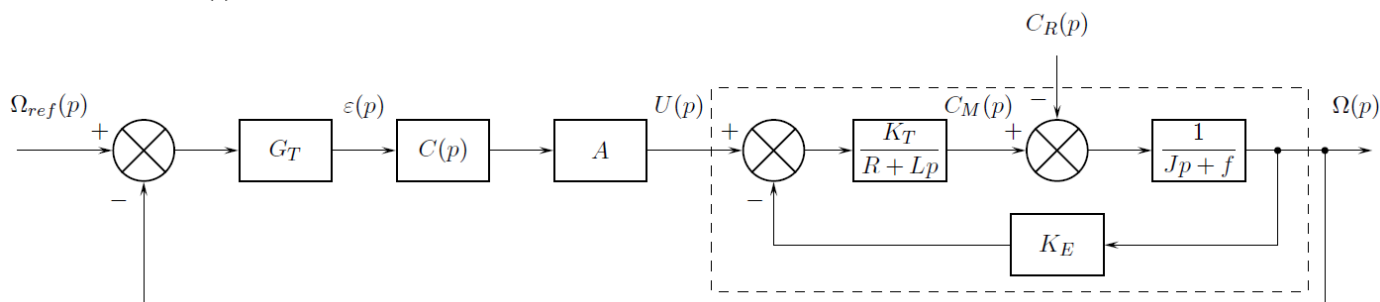 C_R(p)
Ω_ref(p)
ε(p)
U(p)
C_M(p)
Ω(p)
+
+
−
+
G_T
C(p)
A
K_T
R + Lp
1
Jp + f
−
−
K_E